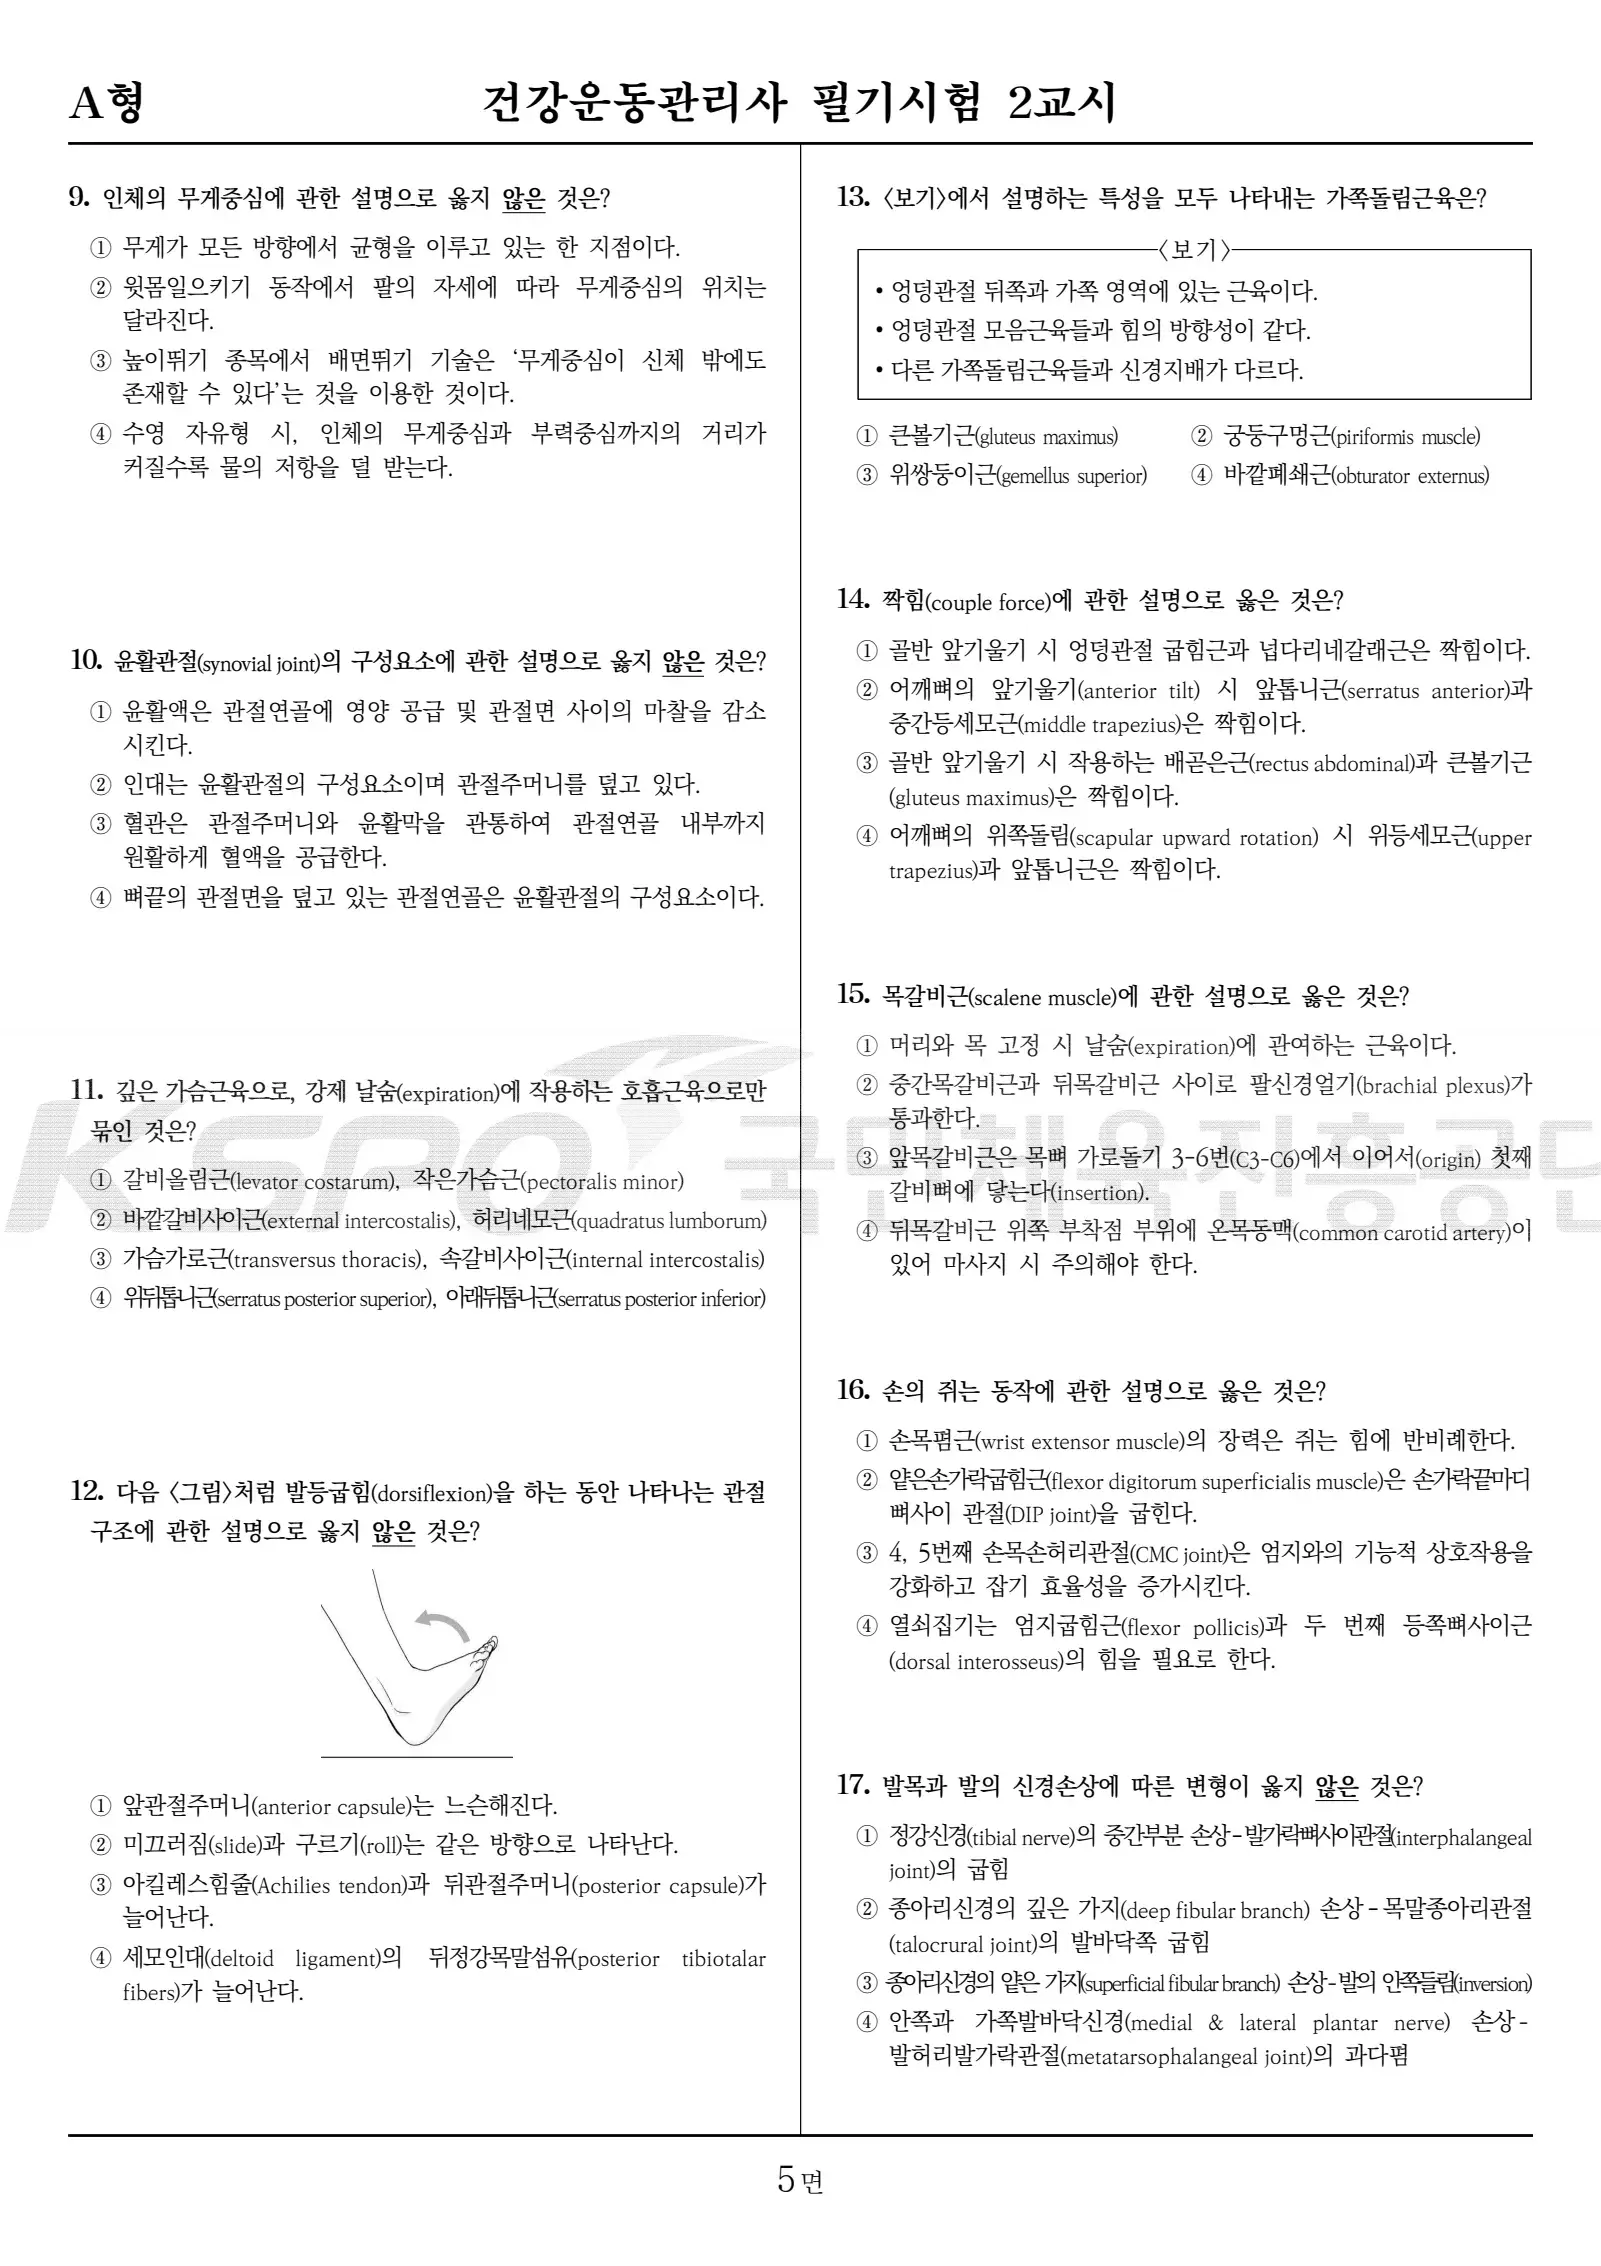 A형
건강운동관리사 필기시험 2교시
9. 인체의 무게중심에 관한 설명으로 옳지 않은 것은?
① 무게가 모든 방향에서 균형을 이루고 있는 한 지점이다.
② 윗몸일으키기 동작에서 팔의 자세에 따라 무게중심의 위치는
달라진다.
③ 높이뛰기 종목에서 배면뛰기 기술은 ‘무게중심이 신체 밖에도
존재할 수 있다’는 것을 이용한 것이다.
④ 수영 자유형 시, 인체의 무게중심과 부력중심까지의 거리가
커질수록 물의 저항을 덜 받는다.
10. 윤활관절(synovial joint)의 구성요소에 관한 설명으로 옳지 않은 것은?
① 윤활액은 관절연골에 영양 공급 및 관절면 사이의 마찰을 감소
시킨다.
② 인대는 윤활관절의 구성요소이며 관절주머니를 덮고 있다.
③ 혈관은 관절주머니와 윤활막을 관통하여 관절연골 내부까지
원활하게 혈액을 공급한다.
④ 뼈끝의 관절면을 덮고 있는 관절연골은 윤활관절의 구성요소이다.
11. 깊은 가슴근육으로, 강제 날숨(expiration)에 작용하는 호흡근육으로만
묶인 것은?
① 갈비올림근(levator costarum), 작은가슴근(pectoralis minor)
② 바깥갈비사이근(external intercostalis), 허리네모근(quadratus lumborum)
③ 가슴가로근(transversus thoracis), 속갈비사이근(internal intercostalis)
④ 위뒤톱니근(serratus posterior superior), 아래뒤톱니근(serratus posterior inferior)
12. 다음 〈그림〉처럼 발등굽힘(dorsiflexion)을 하는 동안 나타나는 관절
구조에 관한 설명으로 옳지 않은 것은?
① 앞관절주머니(anterior capsule)는 느슨해진다.
② 미끄러짐(slide)과 구르기(roll)는 같은 방향으로 나타난다.
③ 아킬레스힘줄(Achilies tendon)과 뒤관절주머니(posterior capsule)가
늘어난다.
④ 세모인대(deltoid ligament)의 뒤정강목말섬유(posterior tibiotalar
fibers)가 늘어난다.
13. 〈보기〉에서 설명하는 특성을 모두 나타내는 가쪽돌림근육은?
〈보기〉
• 엉덩관절 뒤쪽과 가쪽 영역에 있는 근육이다.
• 엉덩관절 모음근육들과 힘의 방향성이 같다.
• 다른 가쪽돌림근육들과 신경지배가 다르다.
① 큰볼기근(gluteus maximus) ② 궁둥구멍근(piriformis muscle)
③ 위쌍둥이근(gemellus superior) ④ 바깥폐쇄근(obturator externus)
14. 짝힘(couple force)에 관한 설명으로 옳은 것은?
① 골반 앞기울기 시 엉덩관절 굽힘근과 넙다리네갈래근은 짝힘이다.
② 어깨뼈의 앞기울기(anterior tilt) 시 앞톱니근(serratus anterior)과
중간등세모근(middle trapezius)은 짝힘이다.
③ 골반 앞기울기 시 작용하는 배곧은근(rectus abdominal)과 큰볼기근
(gluteus maximus)은 짝힘이다.
④ 어깨뼈의 위쪽돌림(scapular upward rotation) 시 위등세모근(upper
trapezius)과 앞톱니근은 짝힘이다.
15. 목갈비근(scalene muscle)에 관한 설명으로 옳은 것은?
① 머리와 목 고정 시 날숨(expiration)에 관여하는 근육이다.
② 중간목갈비근과 뒤목갈비근 사이로 팔신경얼기(brachial plexus)가
통과한다.
③ 앞목갈비근은 목뼈 가로돌기 3-6번(C3-C6)에서 이어서(origin) 첫째
갈비뼈에 닿는다(insertion).
④ 뒤목갈비근 위쪽 부착점 부위에 온목동맥(common carotid artery)이
있어 마사지 시 주의해야 한다.
16. 손의 쥐는 동작에 관한 설명으로 옳은 것은?
① 손목폄근(wrist extensor muscle)의 장력은 쥐는 힘에 반비례한다.
② 얕은손가락굽힘근(flexor digitorum superficialis muscle)은 손가락끝마디
뼈사이 관절(DIP joint)을 굽힌다.
③ 4, 5번째 손목손허리관절(CMC joint)은 엄지와의 기능적 상호작용을
강화하고 잡기 효율성을 증가시킨다.
④ 열쇠집기는 엄지굽힘근(flexor pollicis)과 두 번째 등쪽뼈사이근
(dorsal interosseus)의 힘을 필요로 한다.
17. 발목과 발의 신경손상에 따른 변형이 옳지 않은 것은?
① 정강신경(tibial nerve)의 중간부분 손상-발가락뼈사이관절(interphalangeal
joint)의 굽힘
② 종아리신경의 깊은 가지(deep fibular branch) 손상-목말종아리관절
(talocrural joint)의 발바닥쪽 굽힘
③ 종아리신경의 얕은 가지(superficial fibular branch) 손상-발의 안쪽들림(inversion)
④ 안쪽과 가쪽발바닥신경(medial & lateral plantar nerve) 손상-
발허리발가락관절(metatarsophalangeal joint)의 과다폄
KSPO 국민체육진흥공단
5면